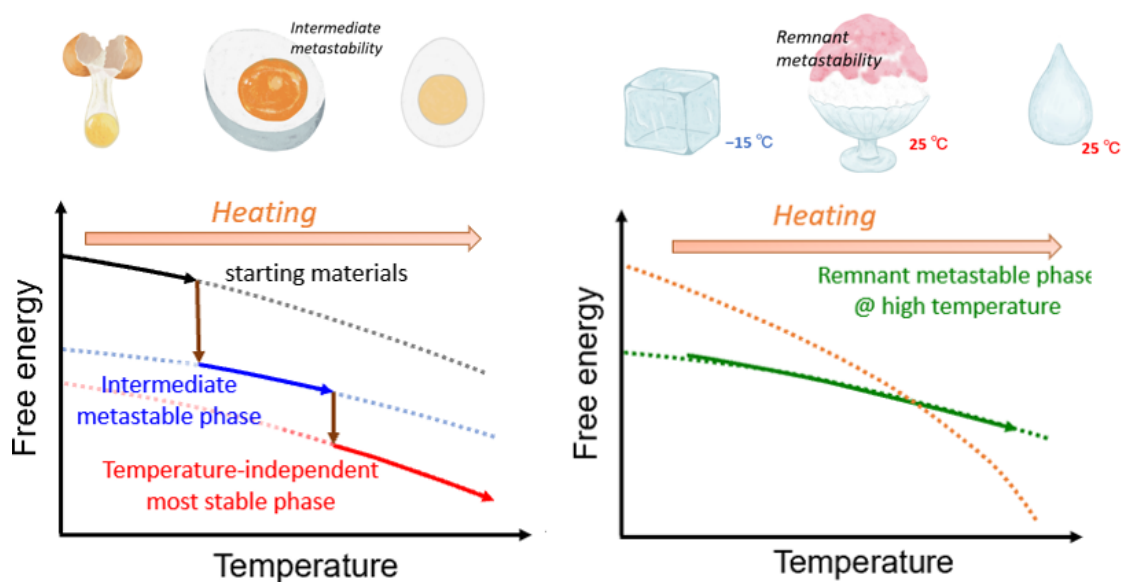 Intermediate
metastability
Remnant
metastability
−15 ℃
25 ℃
25 ℃
Heating
starting materials
Intermediate
metastable phase
Temperature-independent
most stable phase
Free energy
Temperature
Heating
Remnant metastable phase
@ high temperature
Free energy
Temperature